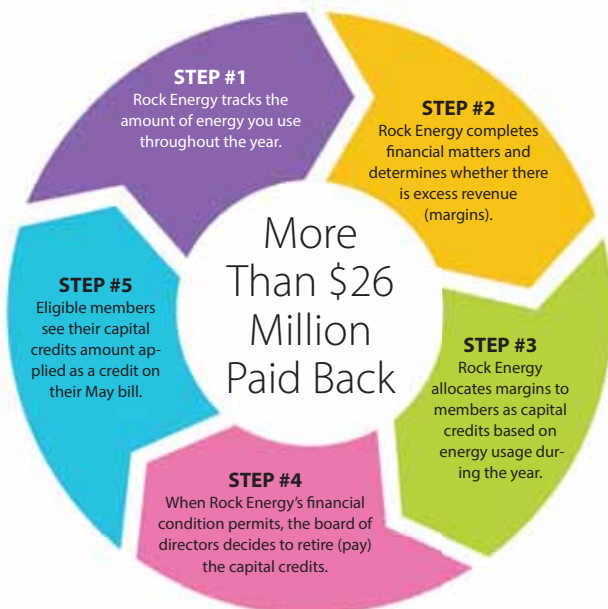 STEP #1
Rock Energy tracks the
amount of energy you use
throughout the year.
STEP #2
Rock Energy completes
financial matters and
determines whether there
is excess revenue
(margins).
STEP #3
Rock Energy
allocates margins to
members as capital
credits based on
energy usage dur-
ing the year.
STEP #4
When Rock Energy’s financial
condition permits, the board of
directors decides to retire (pay)
the capital credits.
STEP #5
Eligible members
see their capital
credits amount ap-
plied as a credit on
their May bill.
More
Than $26
Million
Paid Back